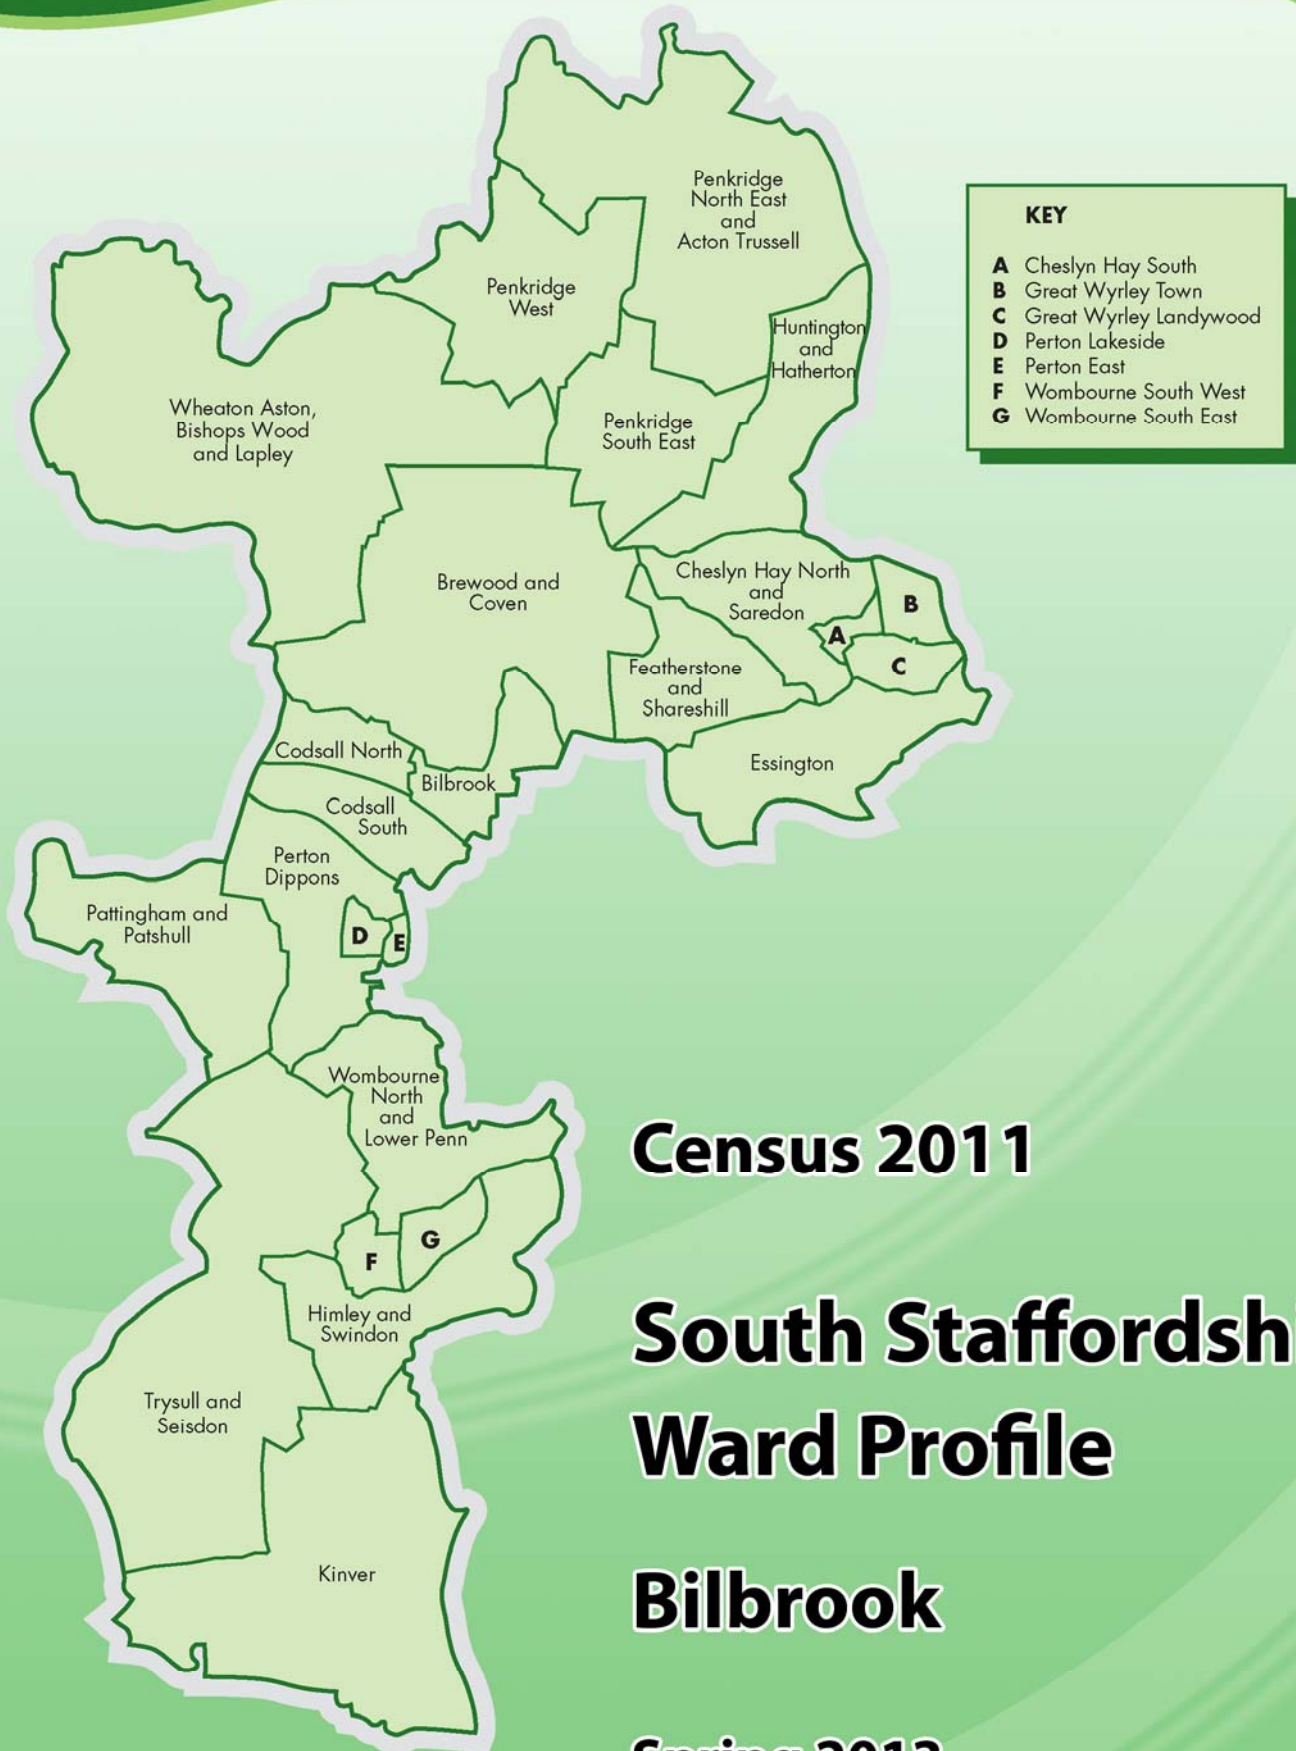 Penkridge
North East
and
Acton Trussell
Penkridge
West
Huntington
and
Hatherton
Wheaton Aston,
Bishops Wood
and Lapley
Penkridge
South East
Brewood and
Coven
Cheslyn Hay North
and
Saredon
A
B
C
Featherstone
and
Shareshill
Essington
Codsall North
Bilbrook
Codsall
South
Perton
Dippons
Pattingham and
Patshull
D
E
Wombourne
North
and
Lower Penn
F
G
Himley and
Swindon
Trysull and
Seisdon
Kinver
KEY
A Cheslyn Hay South
B Great Wyrley Town
C Great Wyrley Landywood
D Perton Lakeside
E Perton East
F Wombourne South West
G Wombourne South East
Census 2011
South Staffordshi
Ward Profile
Bilbrook
Spring 2013